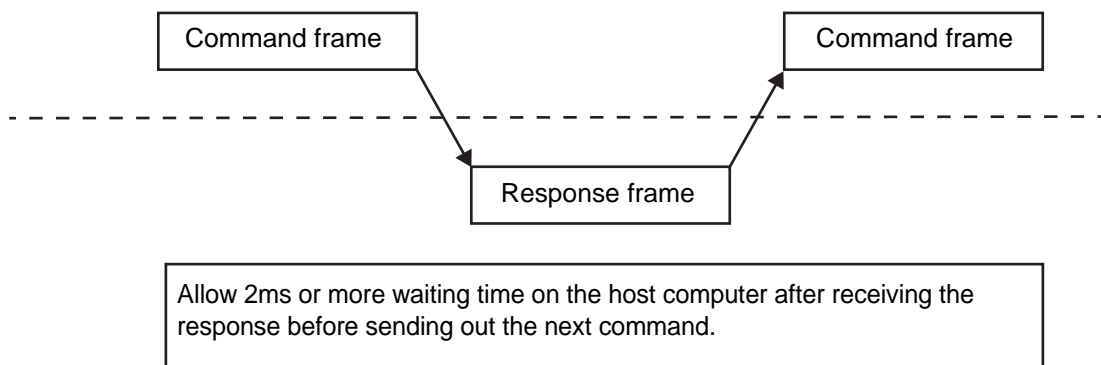 Command frame
Command frame
Response frame
Allow 2ms or more waiting time on the host computer after receiving the
response before sending out the next command.